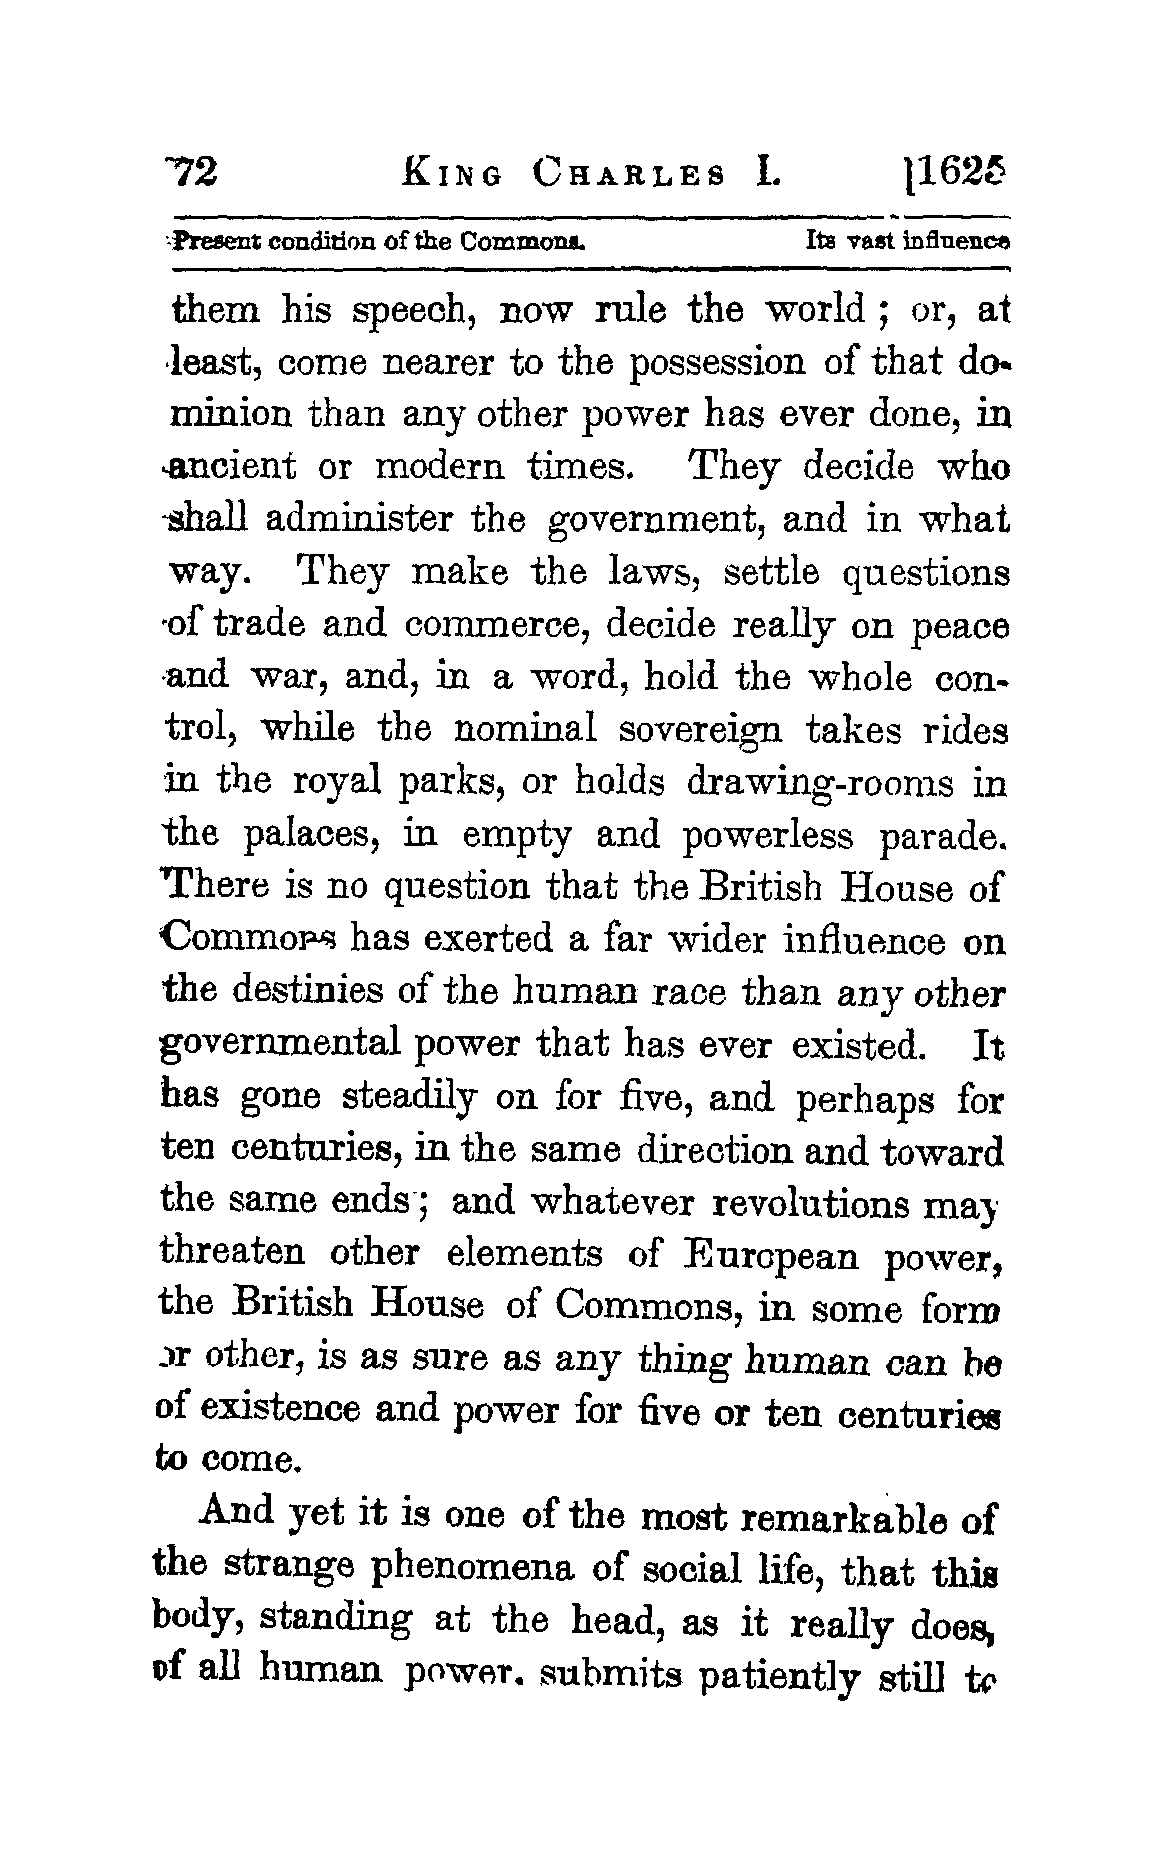 72 King Charles I. [1625
Present condition of the Commons. Its vast influence
them his speech, now rule the world ; or, at
least, come nearer to the possession of that do-
minion than any other power has ever done, in
ancient or modern times. They decide who
shall administer the government, and in what
way. They make the laws, settle questions
of trade and commerce, decide really on peace
and war, and, in a word, hold the whole con-
trol, while the nominal sovereign takes rides
in the royal parks, or holds drawing-rooms in
the palaces, in empty and powerless parade.
There is no question that the British House of
Commons has exerted a far wider influence on
the destinies of the human race than any other
governmental power that has ever existed. It
has gone steadily on for five, and perhaps for
ten centuries, in the same direction and toward
the same ends ; and whatever revolutions may
threaten other elements of European power,
the British House of Commons, in some form
or other, is as sure as any thing human can be
of existence and power for five or ten centuries
to come.
And yet it is one of the most remarkable of
the strange phenomena of social life, that this
body, standing at the head, as it really does,
of all human power. submits patiently still to